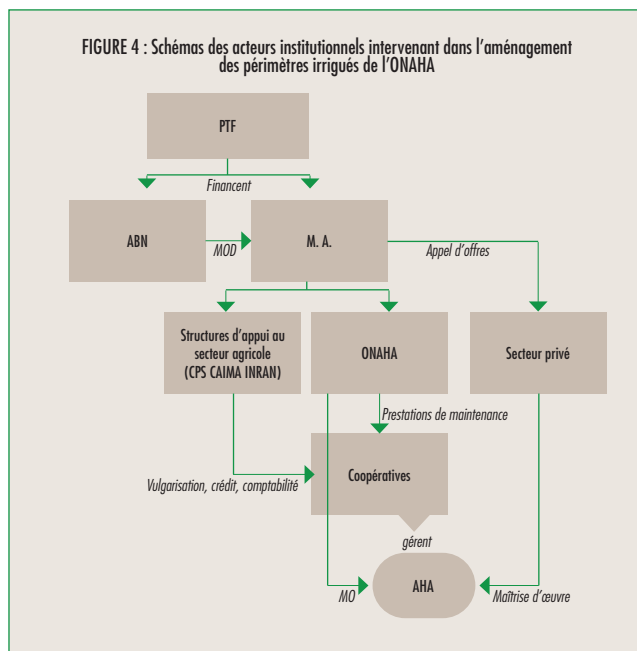 FIGURE 4 : Schémas des acteurs institutionnels intervenant dans l'aménagement
des périmètres irrigués de l'ONAHA
PTF
Financent
ABN
MOD
M. A.
Appel d'offres
Structures d'appui au
secteur agricole
(CPS CAIMA INRAN)
ONAHA
Secteur privé
Prestations de maintenance
Vulgarisation, crédit, comptabilité
Coopératives
gérent
AHA
MO
Maîtrise d'œuvre